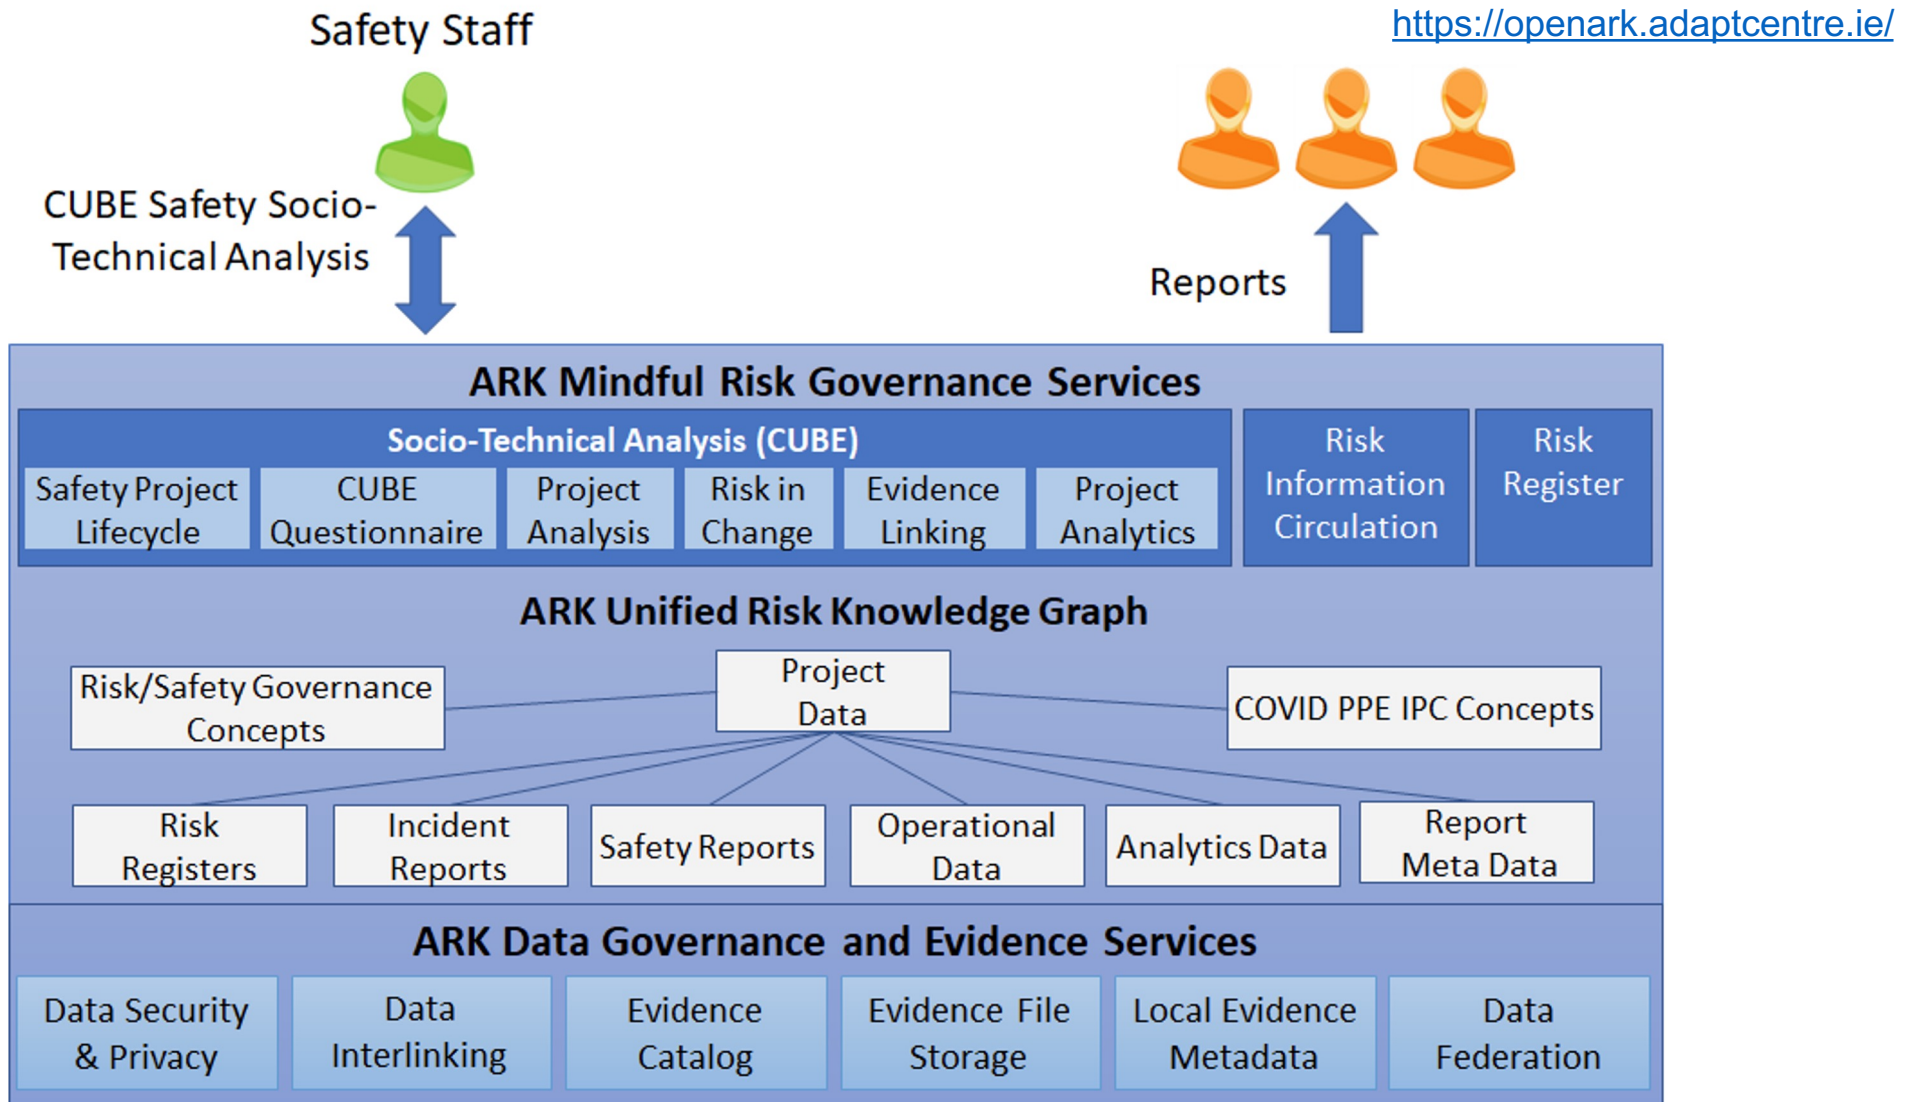 Safety Staff
https://openark.adaptcentre.ie/
CUBE Safety Socio-
Technical Analysis
Reports
ARK Mindful Risk Governance Services
Socio-Technical Analysis (CUBE)
Safety Project
Lifecycle
CUBE
Questionnaire
Project
Analysis
Risk in
Change
Evidence
Linking
Project
Analytics
Risk
Information
Circulation
Risk
Register
ARK Unified Risk Knowledge Graph
Risk/Safety Governance
Concepts
Project
Data
COVID PPE IPC Concepts
Risk
Registers
Incident
Reports
Safety Reports
Operational
Data
Analytics Data
Report
Meta Data
ARK Data Governance and Evidence Services
Data Security
& Privacy
Data
Interlinking
Evidence
Catalog
Evidence File
Storage
Local Evidence
Metadata
Data
Federation